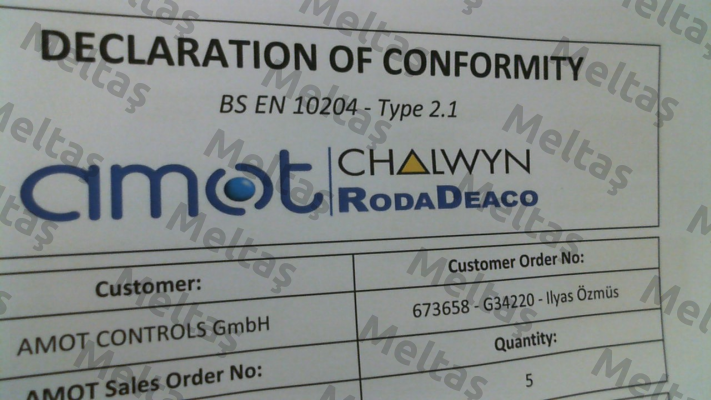 DECLARATION OF CONFORMITY
BS EN 10204 - Type 2.1
amot
CHALWYN
RODADEACO
Customer:
Customer Order No:
AMOT CONTROLS GmbH
673658 - G34220 - Ilyas Özmüs
AMOT Sales Order No:
Quantity:
5
Meltaş